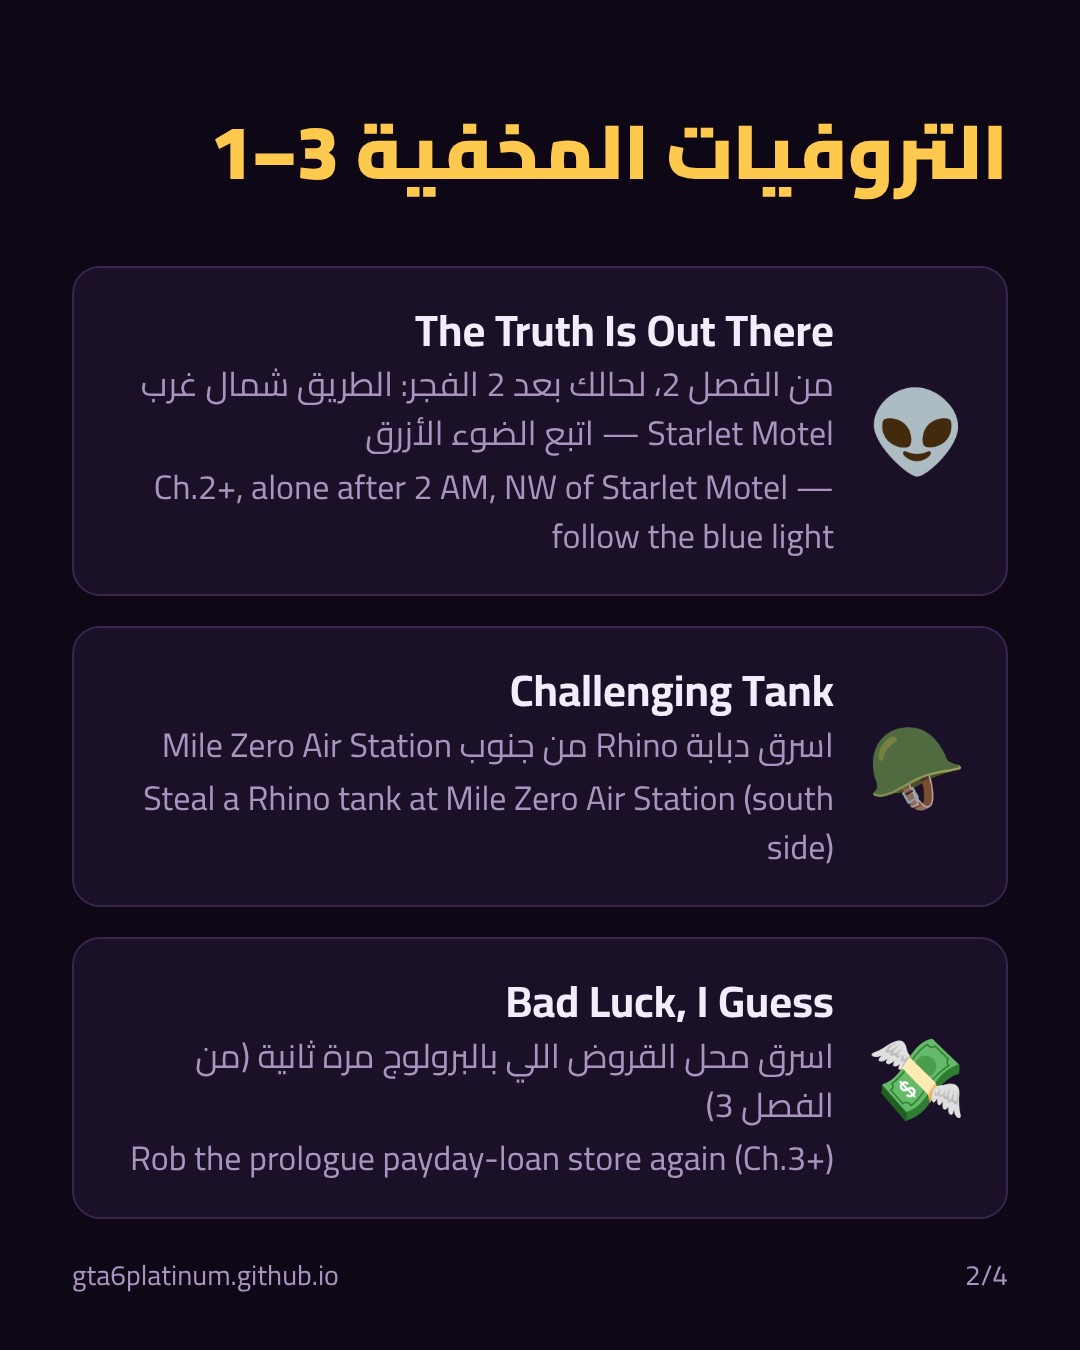 التروفيات المخفية 3–1
The Truth Is Out There
من الفصل 2، لحالك بعد 2 الفجر: الطريق شمال غرب
Starlet Motel — اتبع الضوء الأزرق
Ch.2+, alone after 2 AM, NW of Starlet Motel —
follow the blue light
Challenging Tank
اسرق دبابة Rhino من جنوب Mile Zero Air Station
Steal a Rhino tank at Mile Zero Air Station (south
side)
Bad Luck, I Guess
اسرق محل القروض اللي بالبرولوج مرة ثانية (من
الفصل 3)
Rob the prologue payday-loan store again (Ch.3+)
gta6platinum.github.io
2/4